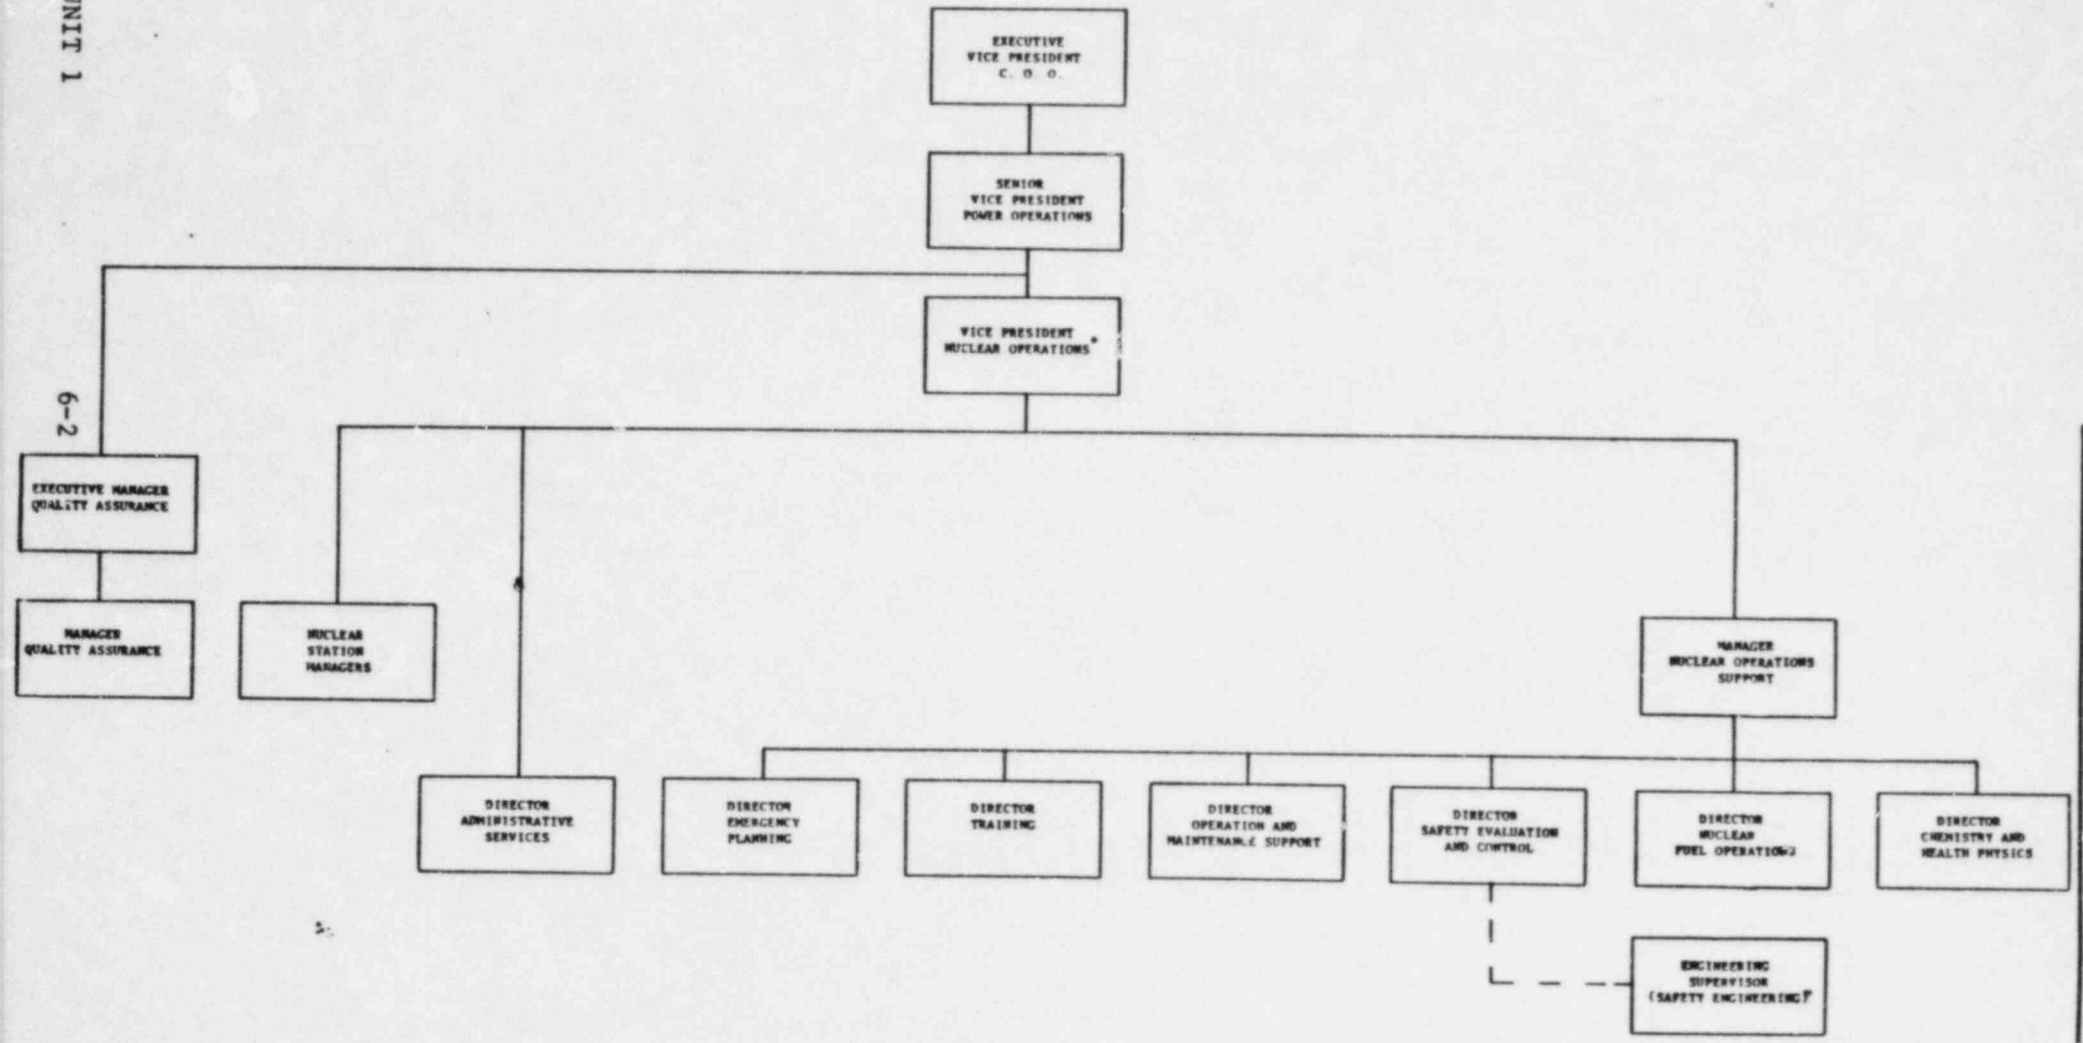 UNIT 1
EXECUTIVE
VICE PRESIDENT
C. O. O.
SENIOR
VICE PRESIDENT
POWER OPERATIONS
VICE PRESIDENT
NUCLEAR OPERATIONS*
6-2
EXECUTIVE MANAGER
QUALITY ASSURANCE
MANAGER
QUALITY ASSURANCE
NUCLEAR
STATION
MANAGERS
MANAGER
NUCLEAR OPERATIONS
SUPPORT
DIRECTOR
ADMINISTRATIVE
SERVICES
DIRECTOR
EMERGENCY
PLANNING
DIRECTOR
TRAINING
DIRECTOR
OPERATION AND
MAINTENANCE SUPPORT
DIRECTOR
SAFETY EVALUATION
AND CONTROL
DIRECTOR
NUCLEAR
FUEL OPERATIONS
DIRECTOR
CHEMISTRY AND
HEALTH PHYSICS
ENGINEERING
SUPERVISOR
(SAFETY ENGINEERING)